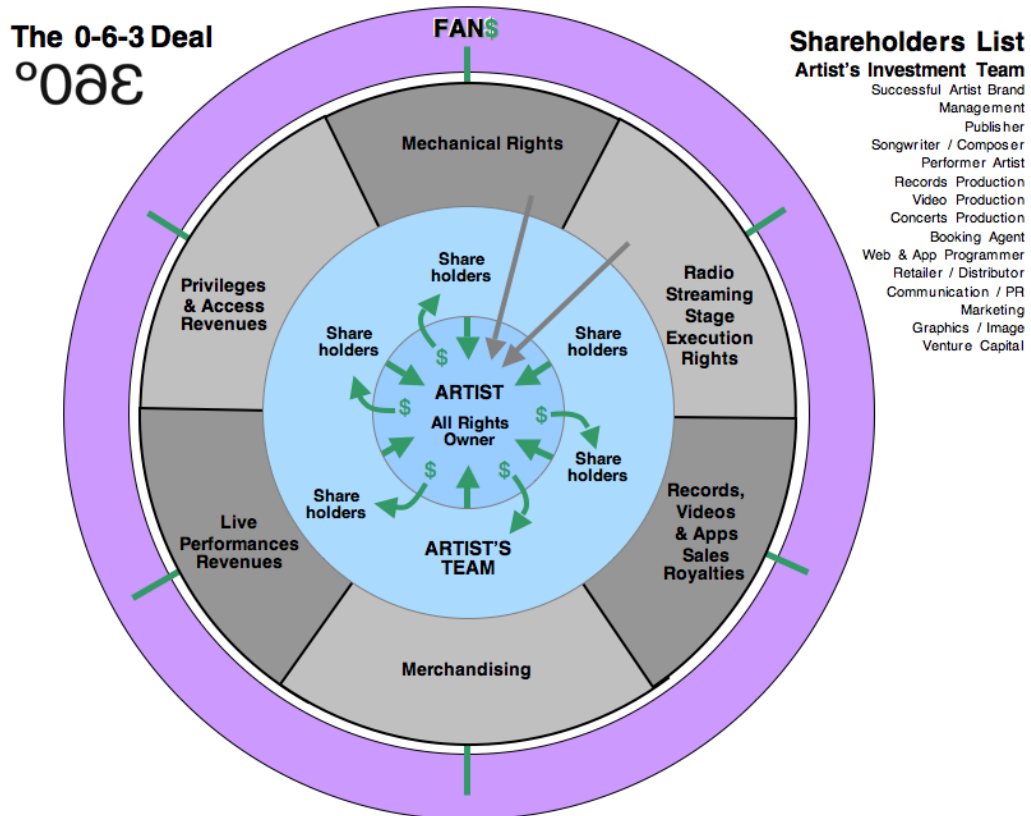 The 0-6-3 Deal
360°
FAN$
Shareholders List
Artist's Investment Team
Successful Artist Brand
Management
Publisher
Songwriter / Composer
Performer Artist
Records Production
Video Production
Concerts Production
Booking Agent
Web & App Programmer
Retailer / Distributor
Communication / PR
Marketing
Graphics / Image
Venture Capital
Mechanical Rights
Radio
Streaming
Stage
Execution
Rights
Records,
Videos
& Apps
Sales
Royalties
Merchandising
Live
Performances
Revenues
Privileges
& Access
Revenues
Share
holders
Share
holders
Share
holders
Share
holders
Share
holders
$
$
$
$
$
ARTIST
All Rights
Owner
ARTIST'S
TEAM